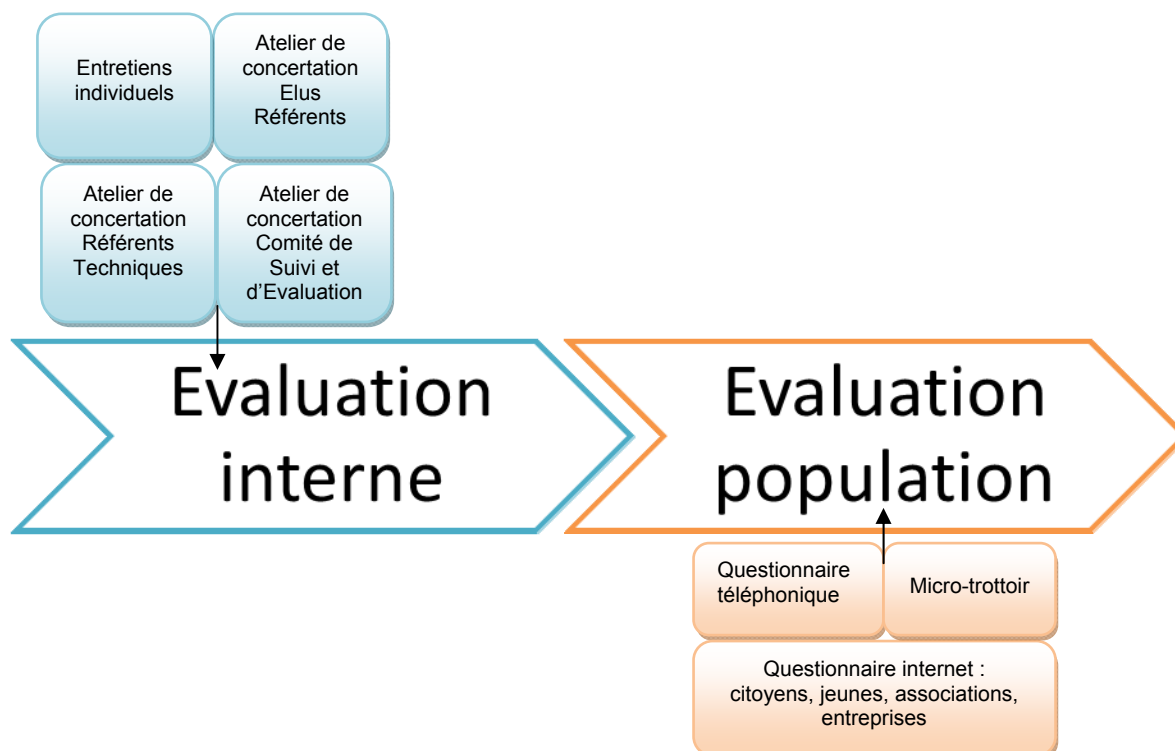 Entretiens
individuels
Atelier de
concertation
Elus
Référents
Atelier de
concertation
Référents
Techniques
Atelier de
concertation
Comité de
Suivi et
d'Evaluation
Evaluation
interne
Evaluation
population
Questionnaire
téléphonique
Micro-trottoir
Questionnaire internet :
citoyens, jeunes, associations,
entreprises